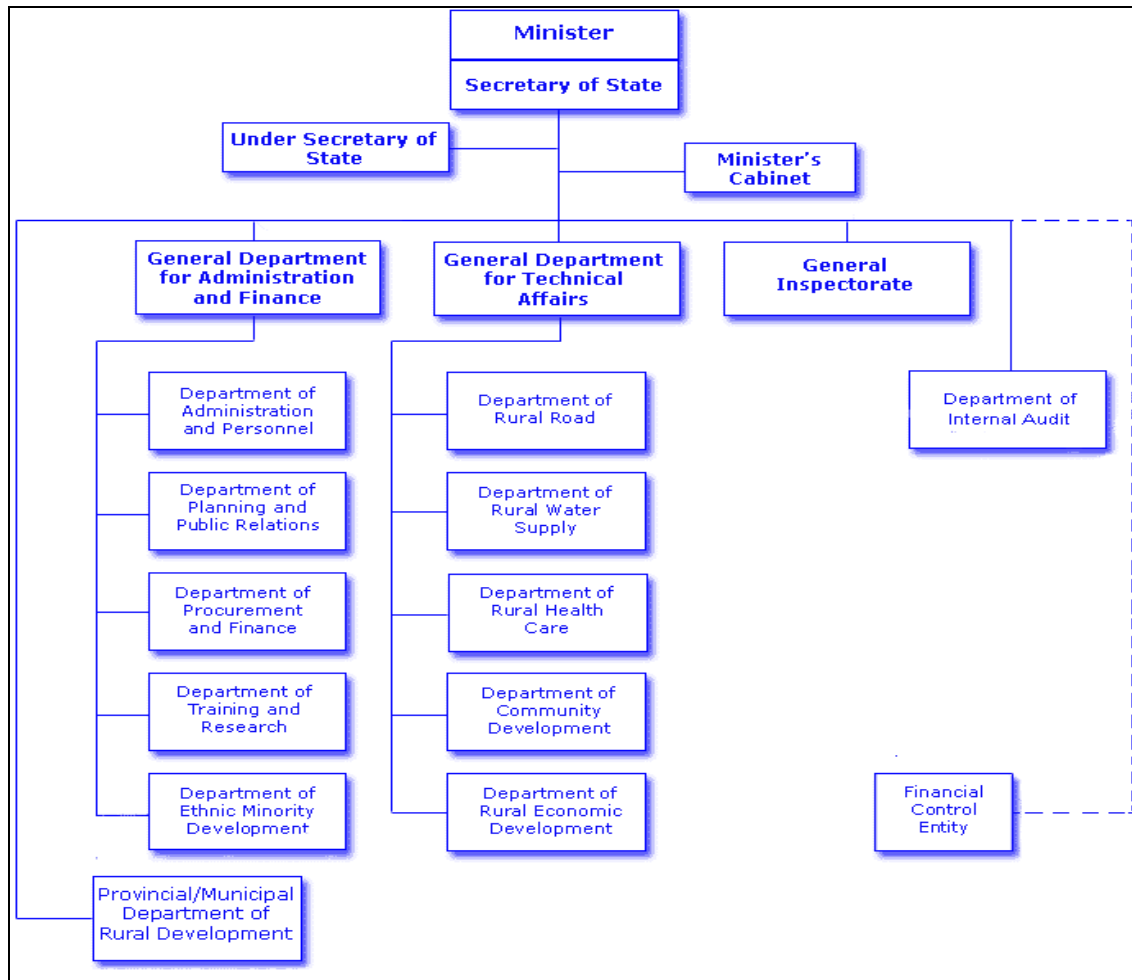 Minister
Secretary of State
Under Secretary of
State
Minister's
Cabinet
General Department
for Administration
and Finance
General Department
for Technical
Affairs
General
Inspectorate
Department of
Administration
and Personnel
Department of
Rural Road
Department of
Internal Audit
Department of
Planning and
Public Relations
Department of
Rural Water
Supply
Department of
Procurement
and Finance
Department of
Rural Health
Care
Department of
Training and
Research
Department of
Community
Development
Department of
Ethnic Minority
Development
Department of
Rural Economic
Development
Financial
Control
Entity
Provincial/Municipal
Department of
Rural Development